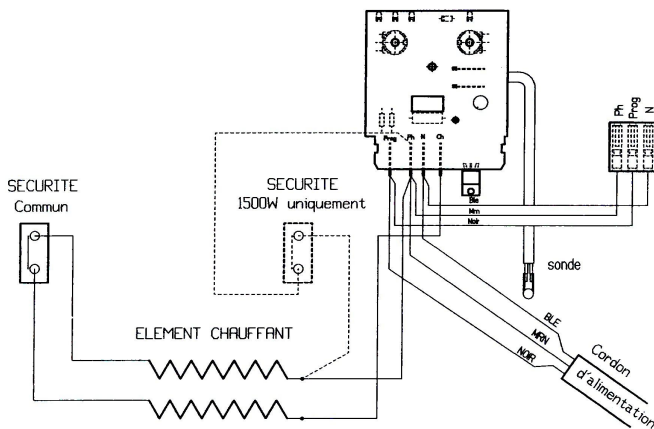 Prog Ph N Ch
Ph
Prog
N
SECURITE
Commun
SECURITE
1500W uniquement
Ble
Mrn
Noir
sonde
ELEMENT CHAUFFANT
BLE
MRN
NOIR
Cordon
d'alimentation